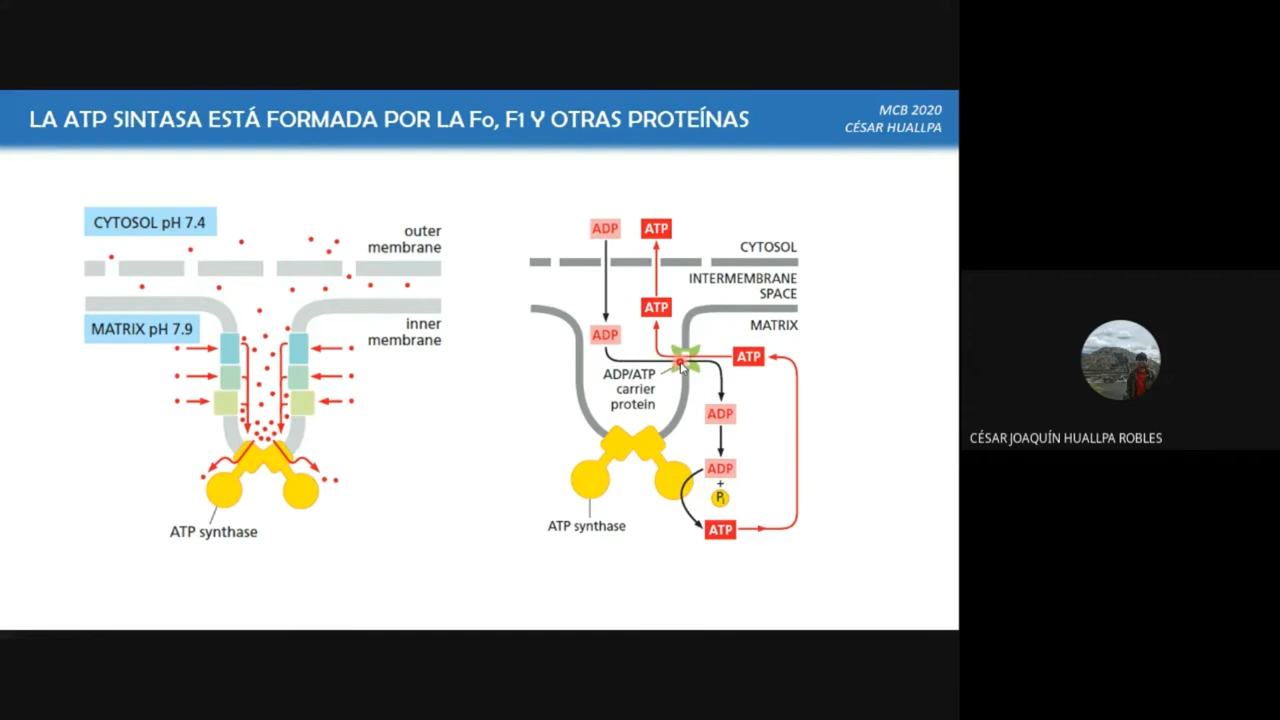 LA ATP SINTASA ESTÁ FORMADA POR LA Fo, F1 Y OTRAS PROTEÍNAS
MCB 2020
CÉSAR HUALLPA
CYTOSOL pH 7.4
outer
membrane
MATRIX pH 7.9
inner
membrane
ATP synthase
ADP
ATP
CYTOSOL
INTERMEMBRANE
SPACE
ATP
ADP
MATRIX
ATP
ADP/ATP
carrier
protein
ADP
ADP
+
Pi
ATP
ATP synthase
CÉSAR JOAQUÍN HUALLPA ROBLES